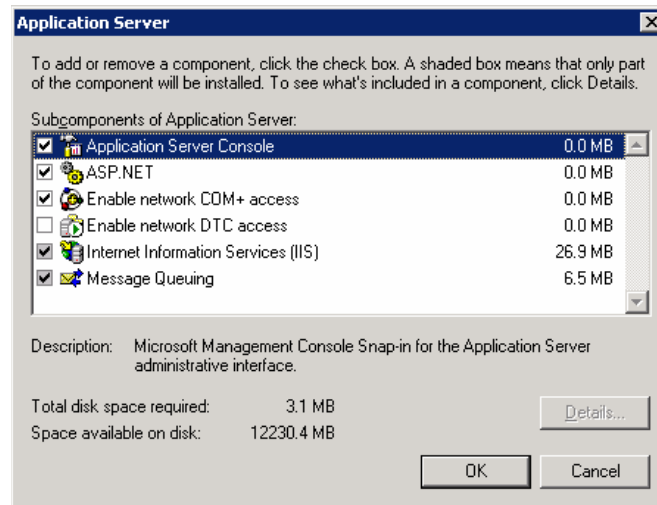 Application Server
To add or remove a component, click the check box. A shaded box means that only part
of the component will be installed. To see what's included in a component, click Details.
Subcomponents of Application Server:
Application Server Console 0.0 MB
ASP.NET 0.0 MB
Enable network COM+ access 0.0 MB
Enable network DTC access 0.0 MB
Internet Information Services (IIS) 26.9 MB
Message Queuing 6.5 MB
Description: Microsoft Management Console Snap-in for the Application Server
administrative interface.
Total disk space required: 3.1 MB
Details...
Space available on disk: 12230.4 MB
OK Cancel